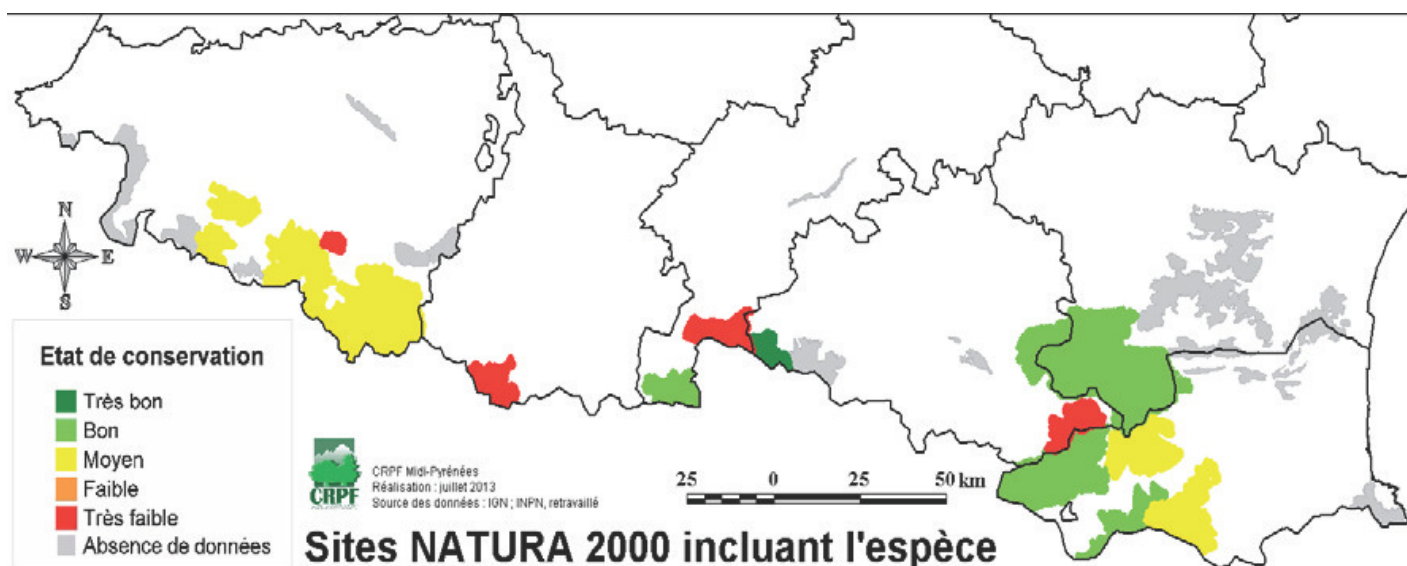 N
W E
S
Etat de conservation
Très bon
Bon
Moyen
Faible
Très faible
Absence de données
CRPF
CRPF Midi-Pyrénées
Réalisation : juillet 2013
Source des données : IGN ; INPN, retravaillé
25 0 25 50 km
Sites NATURA 2000 incluant l'espèce